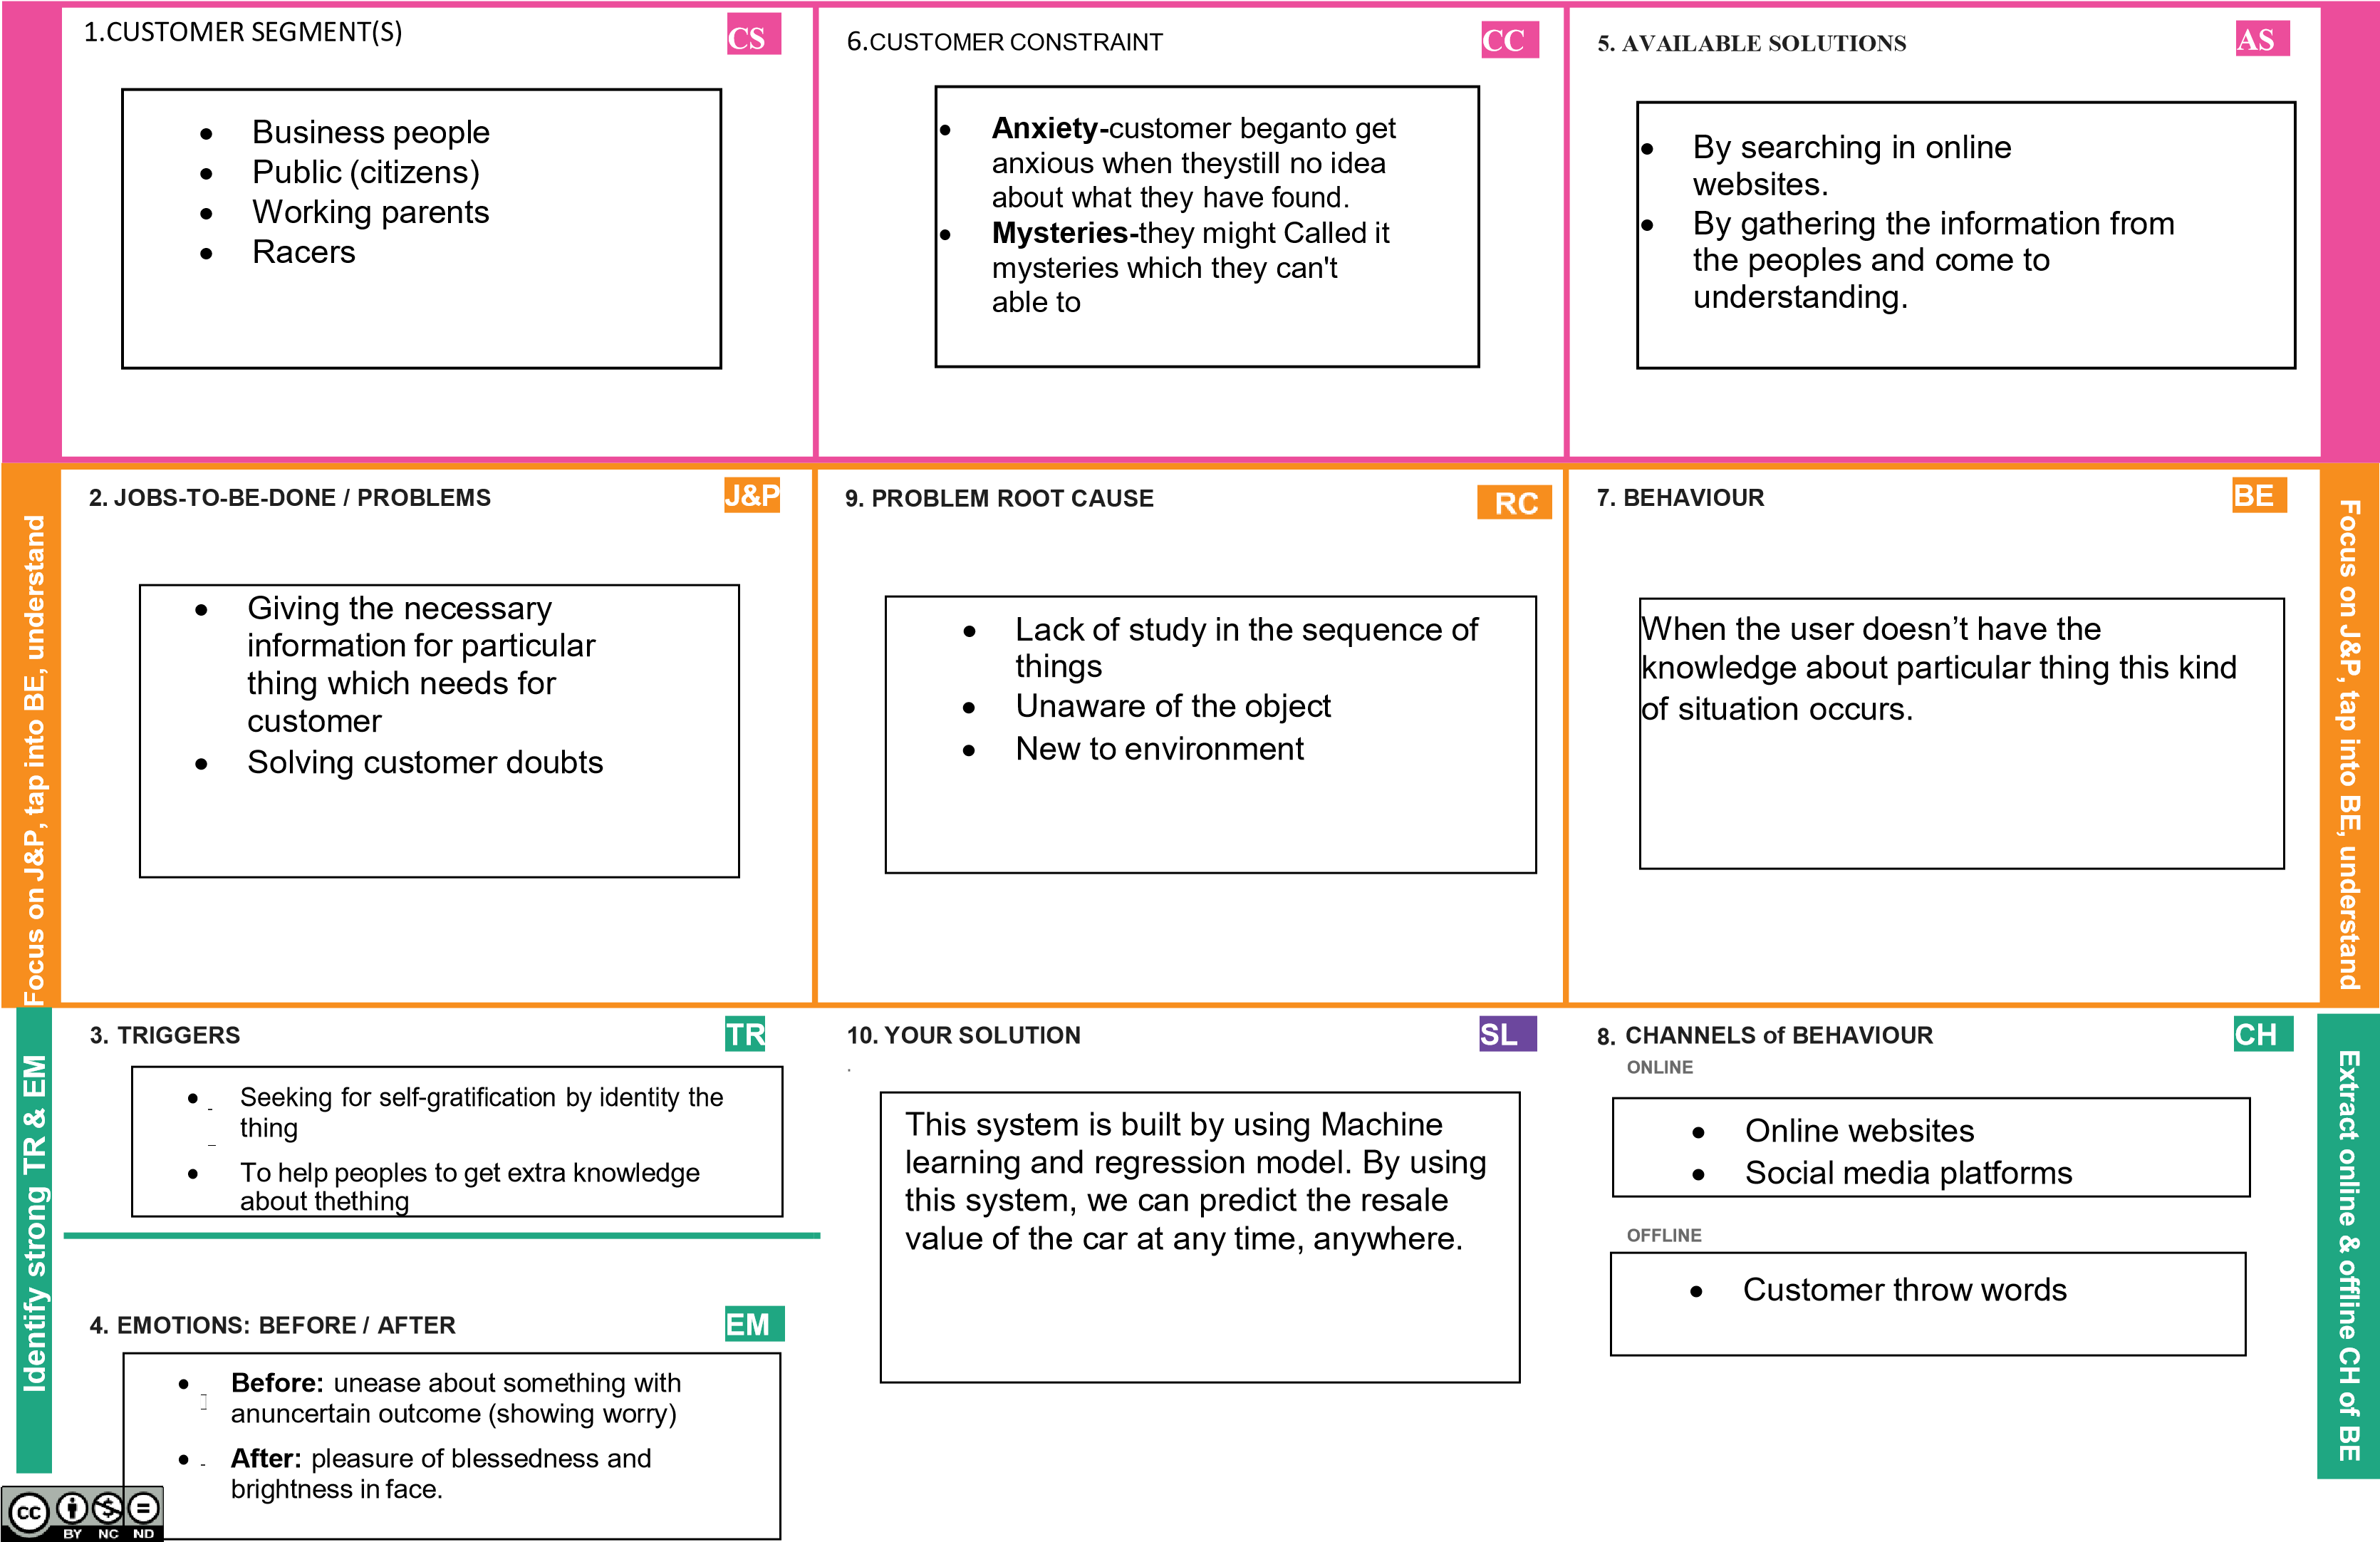 1.CUSTOMER SEGMENT(S)
CS
Business people
Public (citizens)
Working parents
Racers
6.CUSTOMER CONSTRAINT
CC
Anxiety-customer beganto get
anxious when theystill no idea
about what they have found.
Mysteries-they might Called it
mysteries which they can't
able to
5. AVAILABLE SOLUTIONS
AS
By searching in online
websites.
By gathering the information from
the peoples and come to
understanding.
Focus on J&P, tap into BE, understand
2. JOBS-TO-BE-DONE / PROBLEMS
J&P
Giving the necessary
information for particular
thing which needs for
customer
Solving customer doubts
9. PROBLEM ROOT CAUSE
RC
Lack of study in the sequence of
things
Unaware of the object
New to environment
7. BEHAVIOUR
BE
When the user doesn’t have the
knowledge about particular thing this kind
of situation occurs.
Focus on J&P, tap into BE, understand
Identify strong TR & EM
3. TRIGGERS
TR
Seeking for self-gratification by identity the
thing
To help peoples to get extra knowledge
about thething
4. EMOTIONS: BEFORE / AFTER
EM
Before: unease about something with
anuncertain outcome (showing worry)
After: pleasure of blessedness and
brightness in face.
10. YOUR SOLUTION
SL
This system is built by using Machine
learning and regression model. By using
this system, we can predict the resale
value of the car at any time, anywhere.
8. CHANNELS of BEHAVIOUR
CH
ONLINE
Online websites
Social media platforms
OFFLINE
Customer throw words
Extract online & offline CH of BE
cc
BY NC ND